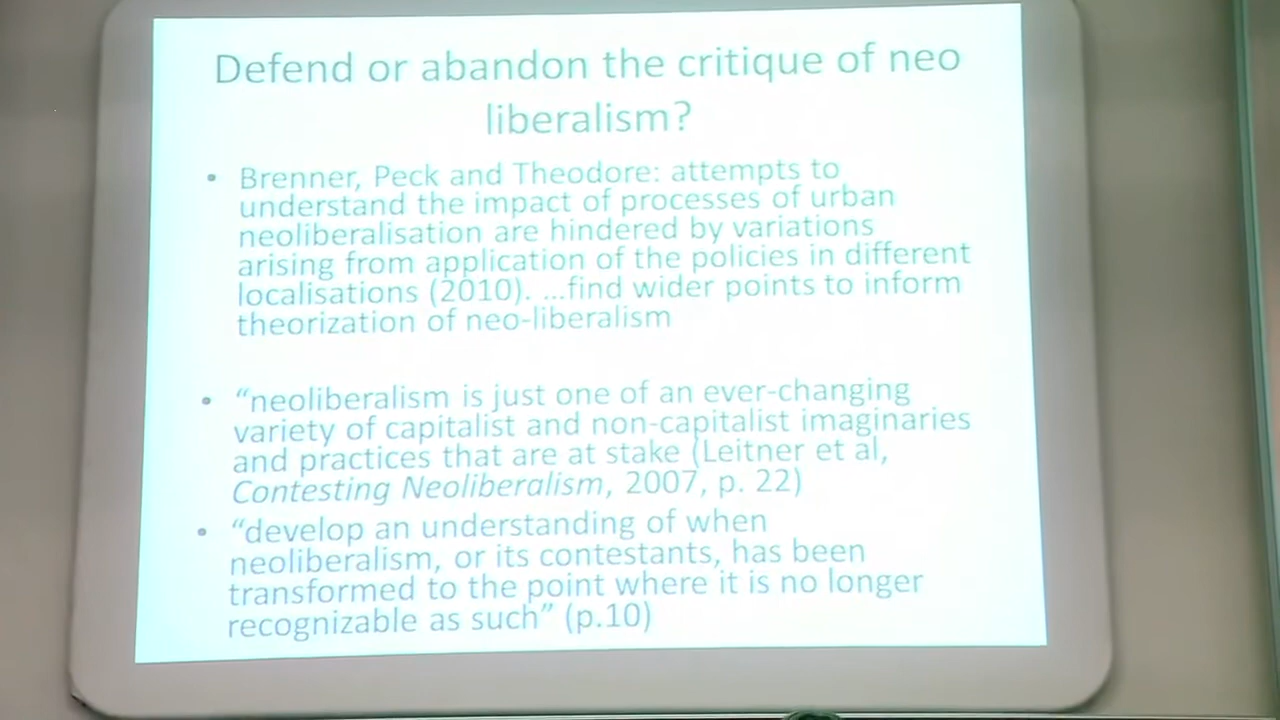 Defend or abandon the critique of neo
liberalism?
• Brenner, Peck and Theodore: attempts to
understand the impact of processes of urban
neoliberalisation are hindered by variations
arising from application of the policies in different
localisations (2010). ...find wider points to inform
theorization of neo-liberalism
• “neoliberalism is just one of an ever-changing
variety of capitalist and non-capitalist imaginaries
and practices that are at stake (Leitner et al,
Contesting Neoliberalism, 2007, p. 22)
• “develop an understanding of when
neoliberalism, or its contestants, has been
transformed to the point where it is no longer
recognizable as such” (p.10)